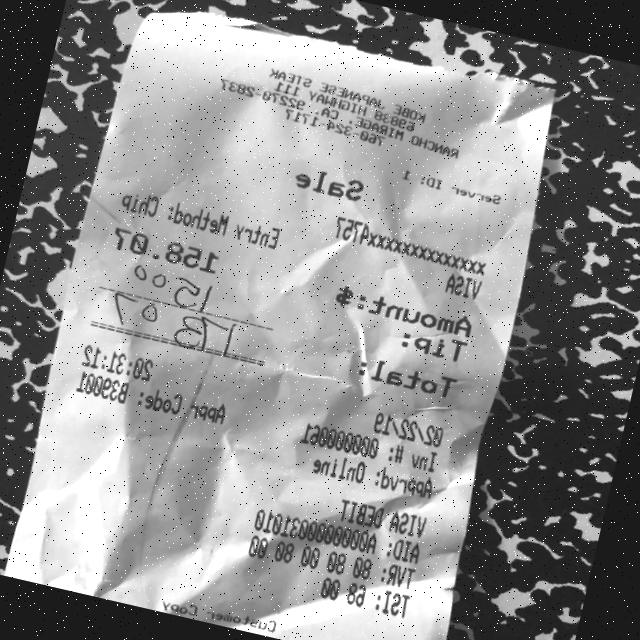 KOBE JAPANESE STEAK
69838 HIGHWAY 111
RANCHO MIRAGE, CA. 92270-2837
760-324-1717
Server ID: 1
Sale
xxxxxxxxxxxx4767
VISA Entry Method: Chip
Amount:$ 158.07
Tip: 15 00
Total: 173 07
02/22/19 20:31:12
Inv #: 000000061 Appr Code: B39001
Apprvd: Online
VISA DEBIT
AID: A0000000031010
TVR: 80 80 00 80 00
TSI: 68 00
Customer Copy